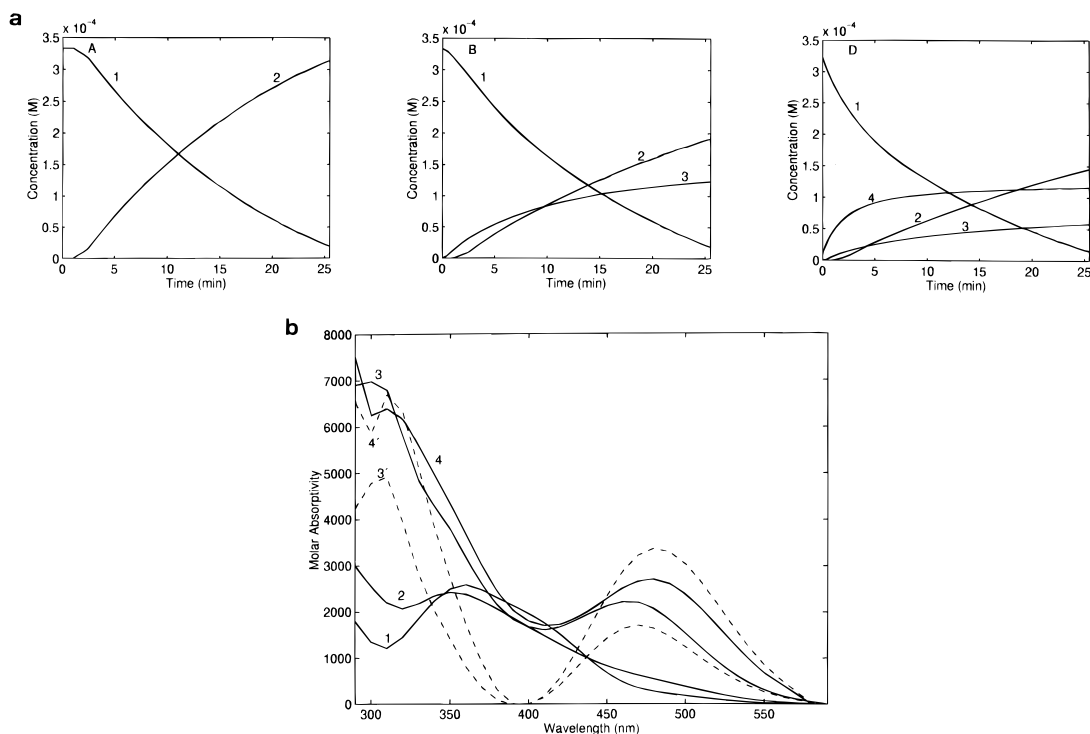 a
x 10⁻⁴
3.5
3
2.5
2
1.5
1
0.5
0
Concentration (M)
A
1
2
0 5 10 15 20 25
Time (min)
x 10⁻⁴
3.5
3
2.5
2
1.5
1
0.5
0
Concentration (M)
B
1
2
3
0 5 10 15 20 25
Time (min)
x 10⁻⁴
3.5
3
2.5
2
1.5
1
0.5
0
Concentration (M)
D
1
4
2
3
0 5 10 15 20 25
Time (min)
b
8000
7000
6000
5000
4000
3000
2000
1000
0
Molar Absorptivity
3
4'
4
3'
2
1
300 350 400 450 500 550
Wavelength (nm)